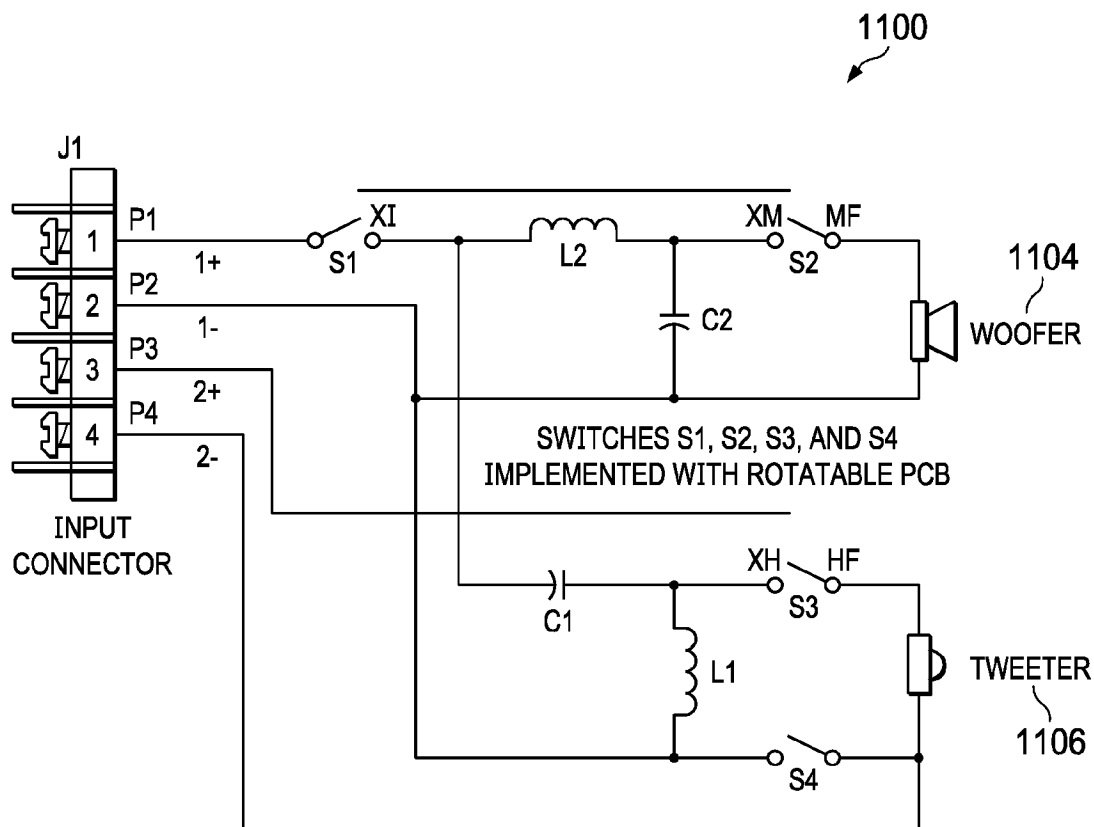 1100
J1
1
P1
1+
2
P2
1-
3
P3
2+
4
P4
2-
INPUT
CONNECTOR
XI
S1
L2
C2
XM
MF
S2
1104
WOOFER
SWITCHES S1, S2, S3, AND S4
IMPLEMENTED WITH ROTATABLE PCB
C1
L1
XH
HF
S3
TWEETER
1106
S4